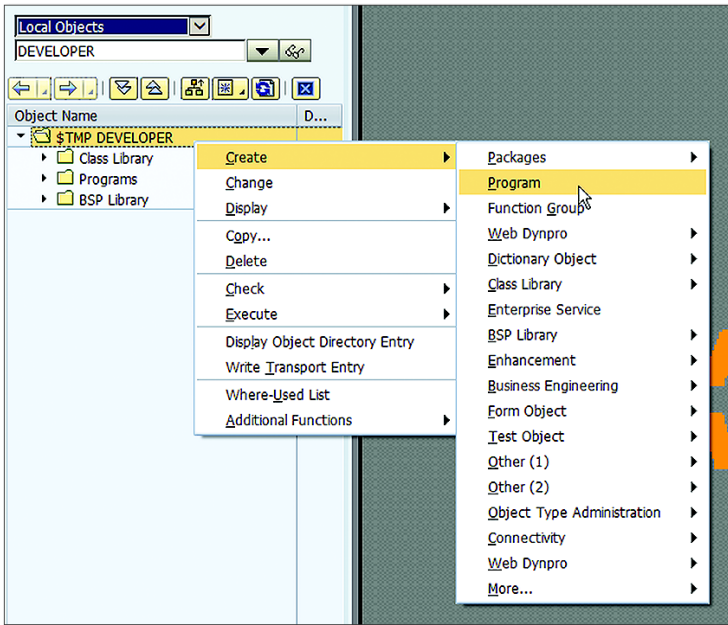 Local Objects
DEVELOPER
Object Name D...
$TMP DEVELOPER
Class Library
Programs
BSP Library
Create
Change
Display
Copy...
Delete
Check
Execute
Display Object Directory Entry
Write Transport Entry
Where-Used List
Additional Functions
Packages
Program
Function Group
Web Dynpro
Dictionary Object
Class Library
Enterprise Service
BSP Library
Enhancement
Business Engineering
Form Object
Test Object
Other (1)
Other (2)
Object Type Administration
Connectivity
Web Dynpro
More...